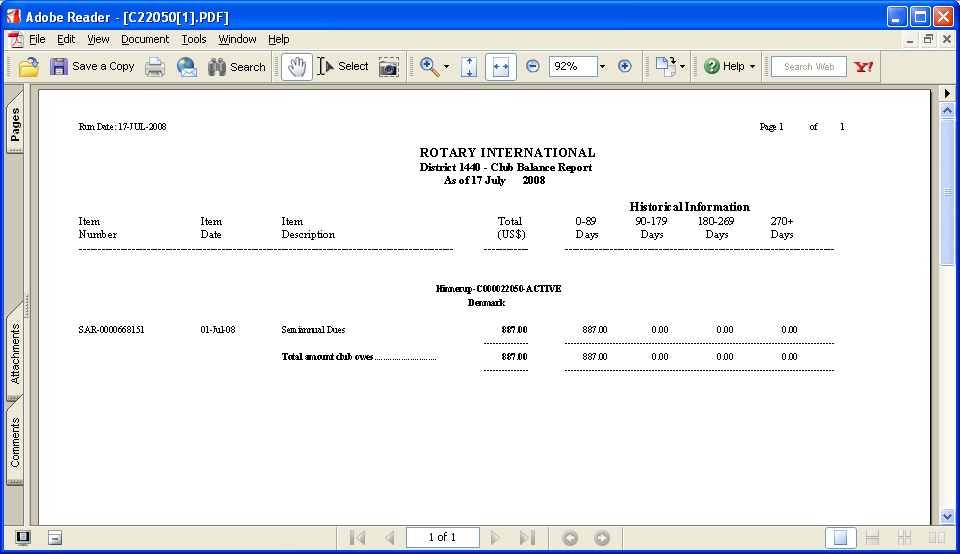 Adobe Reader - [C22050[1].PDF]
File Edit View Document Tools Window Help
Save a Copy Search Select 92% Help Search Web Y!
Pages
Attachments
Comments
Run Date: 17-JUL-2008 Page 1 of 1
ROTARY INTERNATIONAL
District 1440 - Club Balance Report
As of 17 July 2008
Historical Information
Item Item Item Total 0-89 90-179 180-269 270+
Number Date Description (US$) Days Days Days Days
Hinnerup-C000022050-ACTIVE
Denmark
SAR-0000668151 01-Jul-08 Semiannual Dues 887.00 887.00 0.00 0.00 0.00
Total amount club owes............................ 887.00 887.00 0.00 0.00 0.00
1 of 1